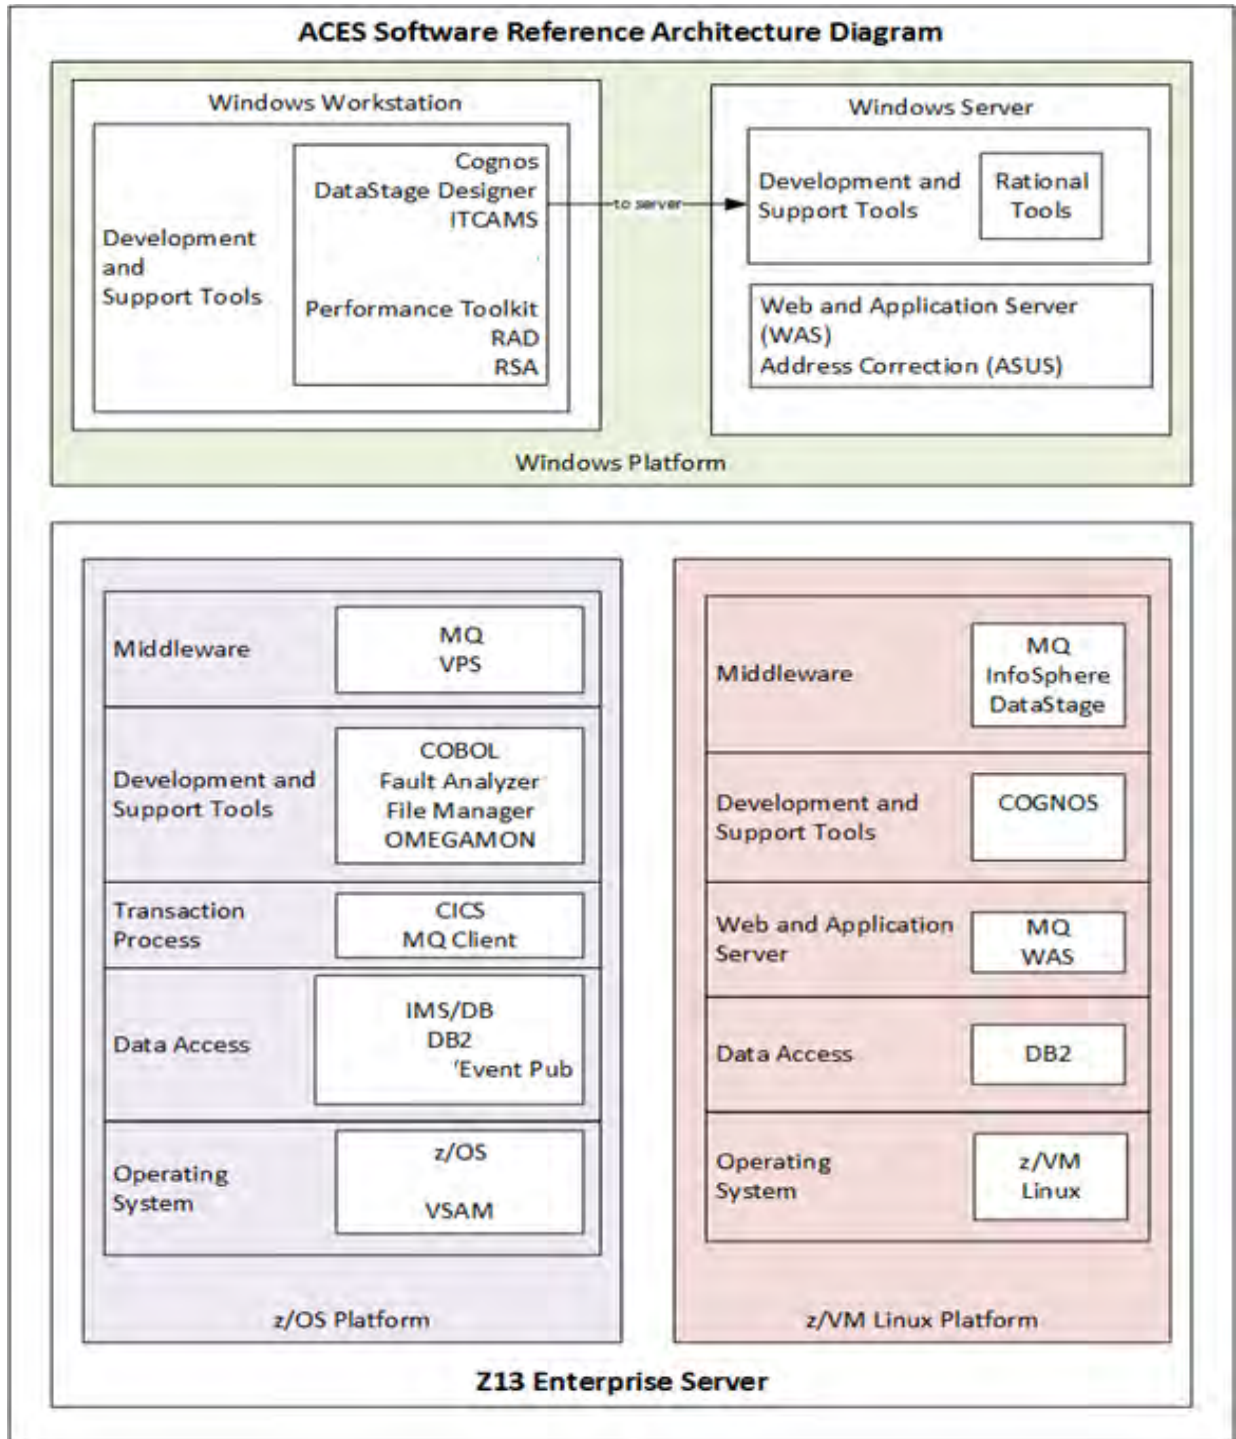 ACES Software Reference Architecture Diagram
Windows Workstation
Development
and
Support Tools
Cognos
DataStage Designer
ITCAMS
Performance Toolkit
RAD
RSA
to server
Windows Server
Development and
Support Tools
Rational
Tools
Web and Application Server
(WAS)
Address Correction (ASUS)
Windows Platform
Middleware
MQ
VPS
Development and
Support Tools
COBOL
Fault Analyzer
File Manager
OMEGAMON
Transaction
Process
CICS
MQ Client
Data Access
IMS/DB
DB2
'Event Pub
Operating
System
z/OS
VSAM
z/OS Platform
Middleware
MQ
InfoSphere
DataStage
Development and
Support Tools
COGNOS
Web and Application
Server
MQ
WAS
Data Access
DB2
Operating
System
z/VM
Linux
z/VM Linux Platform
Z13 Enterprise Server